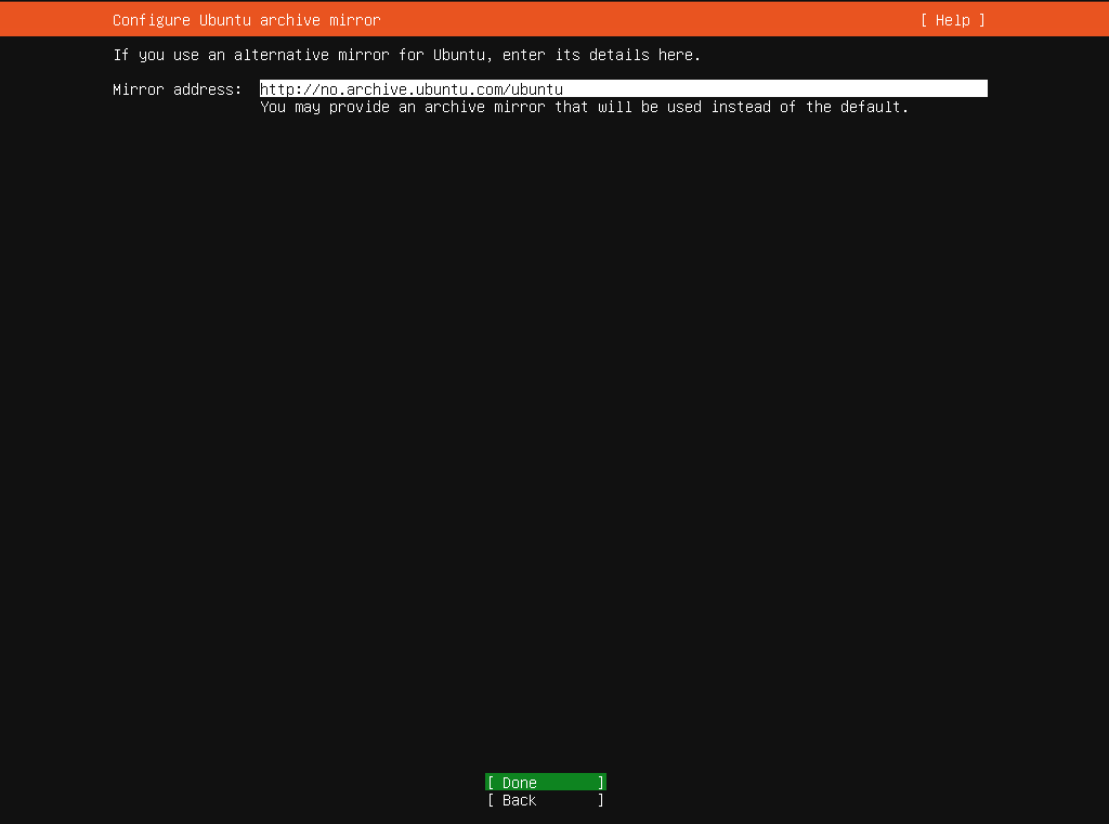 Configure Ubuntu archive mirror [ Help ]
If you use an alternative mirror for Ubuntu, enter its details here.
Mirror address: http://no.archive.ubuntu.com/ubuntu
You may provide an archive mirror that will be used instead of the default.
[ Done ]
[ Back ]